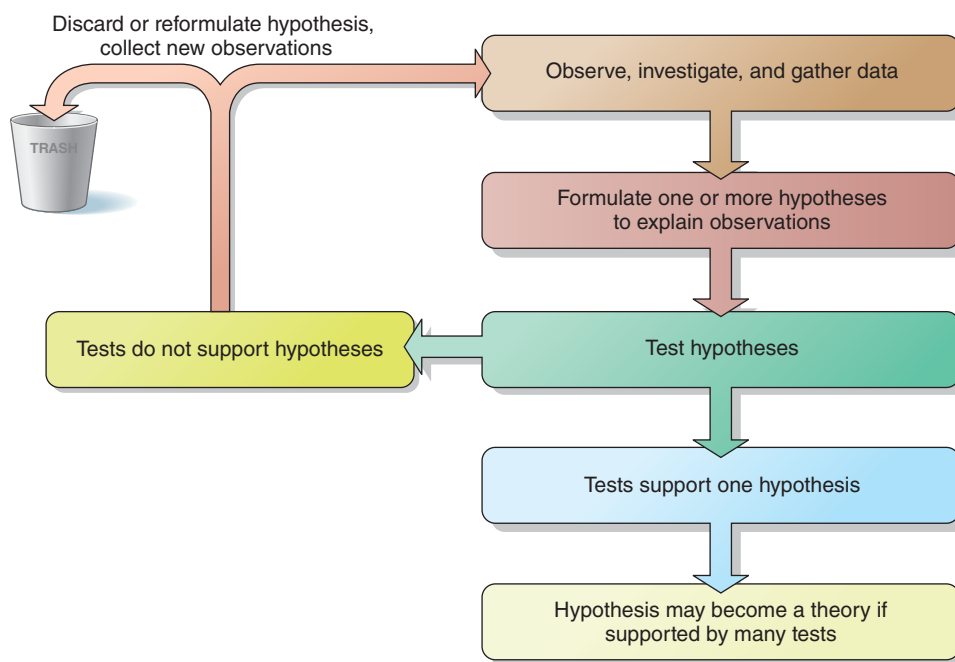 Discard or reformulate hypothesis,
collect new observations
TRASH
Observe, investigate, and gather data
Formulate one or more hypotheses
to explain observations
Tests do not support hypotheses
Test hypotheses
Tests support one hypothesis
Hypothesis may become a theory if
supported by many tests